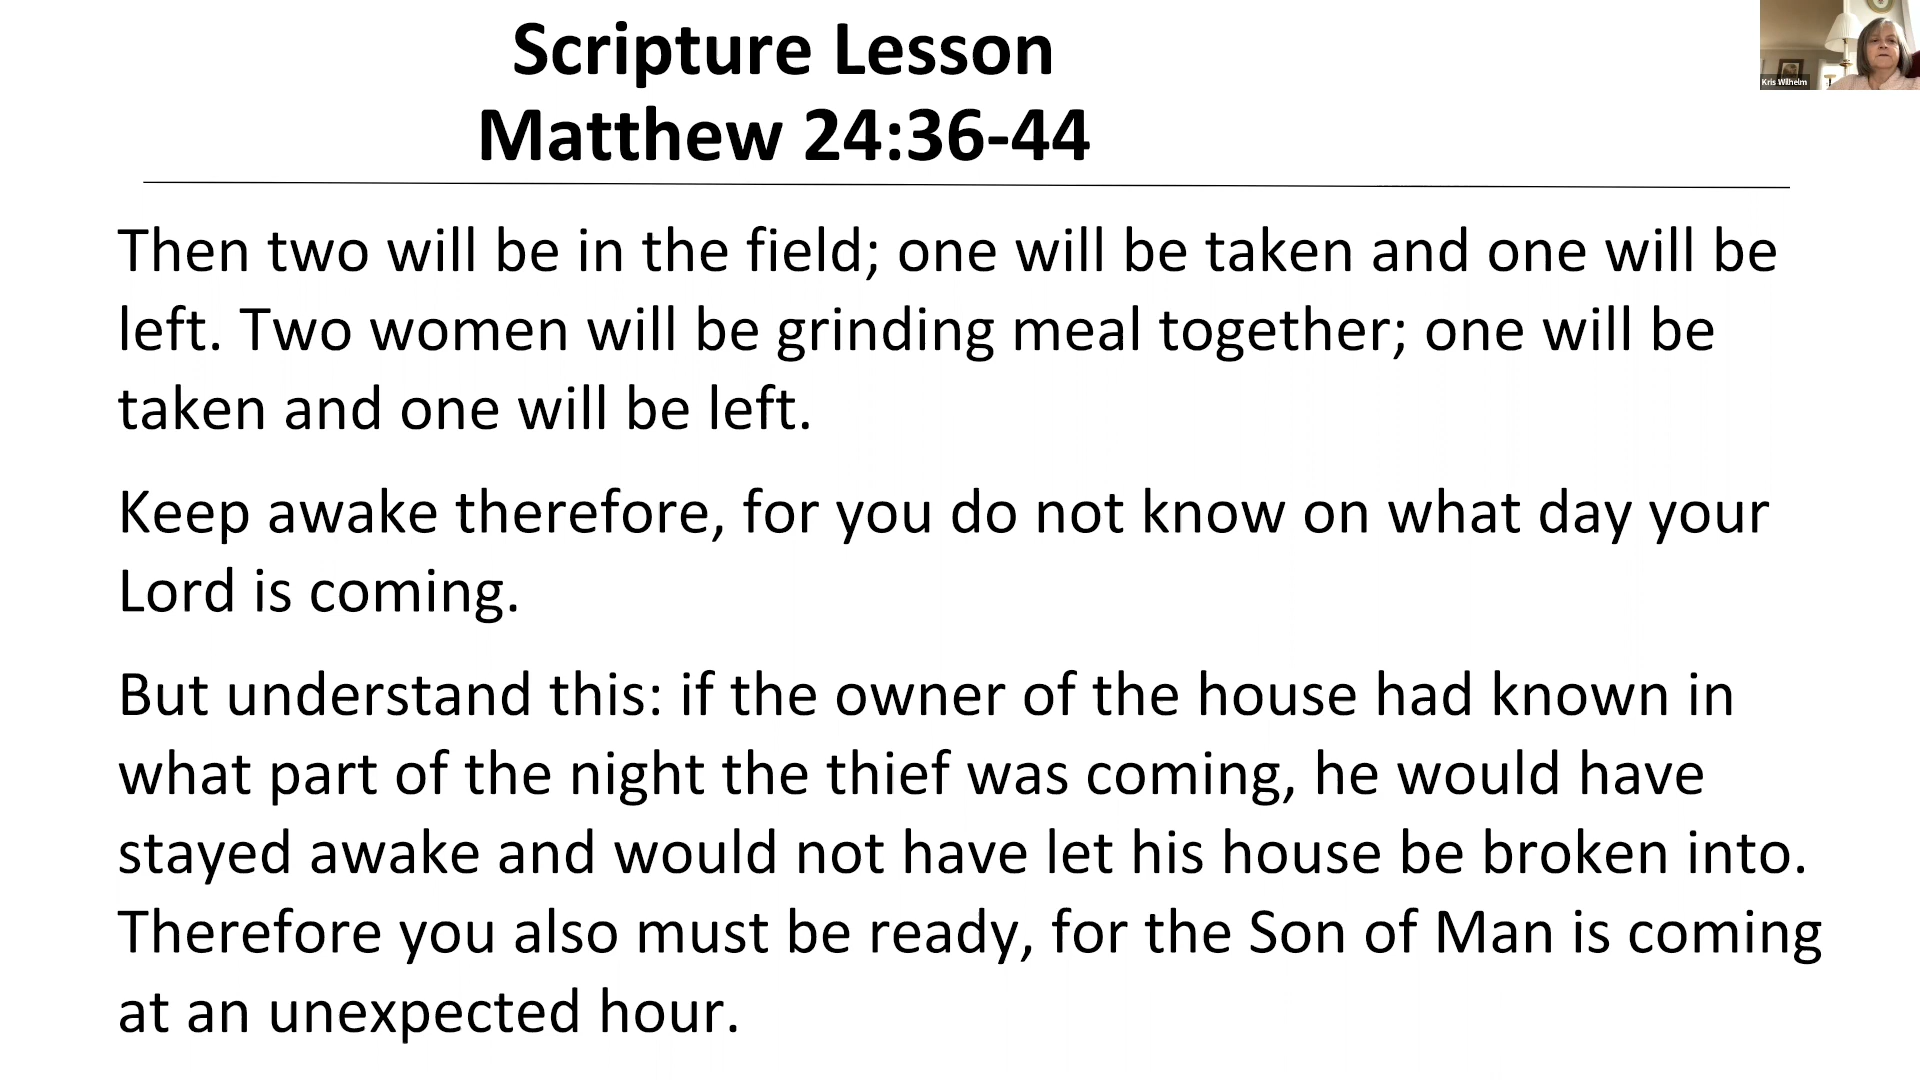 Scripture Lesson
Matthew 24:36-44
Kris Wilhelm
Then two will be in the field; one will be taken and one will be
left. Two women will be grinding meal together; one will be
taken and one will be left.
Keep awake therefore, for you do not know on what day your
Lord is coming.
But understand this: if the owner of the house had known in
what part of the night the thief was coming, he would have
stayed awake and would not have let his house be broken into.
Therefore you also must be ready, for the Son of Man is coming
at an unexpected hour.